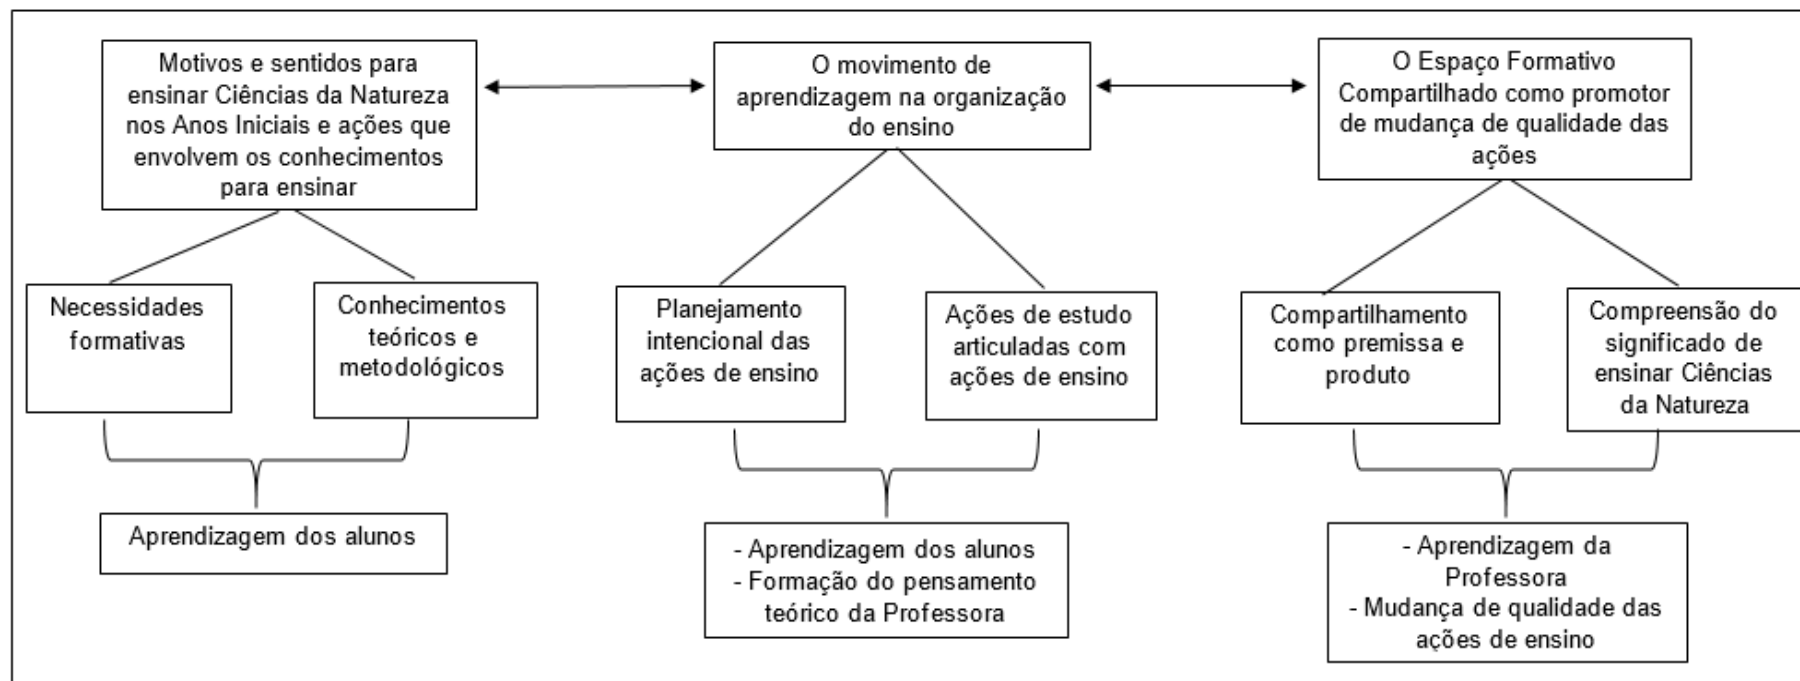 Motivos e sentidos para
ensinar Ciências da Natureza
nos Anos Iniciais e ações que
envolvem os conhecimentos
para ensinar
O movimento de
aprendizagem na organização
do ensino
O Espaço Formativo
Compartilhado como promotor
de mudança de qualidade das
ações
Necessidades
formativas
Conhecimentos
teóricos e
metodológicos
Planejamento
intencional das
ações de ensino
Ações de estudo
articuladas com
ações de ensino
Compartilhamento
como premissa e
produto
Compreensão do
significado de
ensinar Ciências
da Natureza
Aprendizagem dos alunos
- Aprendizagem dos alunos
- Formação do pensamento
teórico da Professora
- Aprendizagem da
Professora
- Mudança de qualidade das
ações de ensino